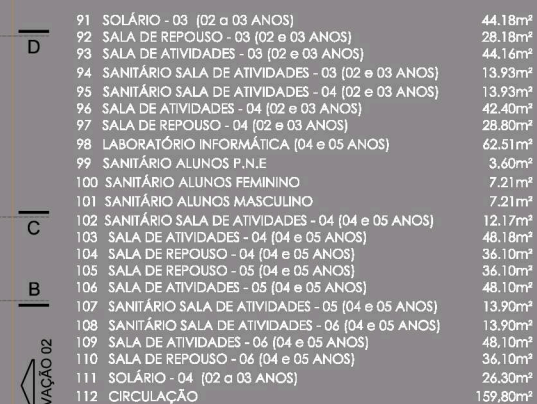 91 SOLÁRIO - 03 (02 a 03 ANOS) 44.18m²
92 SALA DE REPOUSO - 03 (02 e 03 ANOS) 28.18m²
D
93 SALA DE ATIVIDADES - 03 (02 e 03 ANOS) 44.16m²
94 SANITÁRIO SALA DE ATIVIDADES - 03 (02 e 03 ANOS) 13.93m²
95 SANITÁRIO SALA DE ATIVIDADES - 04 (02 e 03 ANOS) 13.93m²
96 SALA DE ATIVIDADES - 04 (02 e 03 ANOS) 42.40m²
97 SALA DE REPOUSO - 04 (02 e 03 ANOS) 28.80m²
98 LABORATÓRIO INFORMÁTICA (04 e 05 ANOS) 62.51m²
99 SANITÁRIO ALUNOS P.N.E 3.60m²
100 SANITÁRIO ALUNOS FEMININO 7.21m²
101 SANITÁRIO ALUNOS MASCULINO 7.21m²
102 SANITÁRIO SALA DE ATIVIDADES - 04 (04 e 05 ANOS) 12.17m²
C
103 SALA DE ATIVIDADES - 04 (04 e 05 ANOS) 48.18m²
104 SALA DE REPOUSO - 04 (04 e 05 ANOS) 36.10m²
105 SALA DE REPOUSO - 05 (04 e 05 ANOS) 36.10m²
106 SALA DE ATIVIDADES - 05 (04 e 05 ANOS) 48.10m²
B
107 SANITÁRIO SALA DE ATIVIDADES - 05 (04 e 05 ANOS) 13.90m²
108 SANITÁRIO SALA DE ATIVIDADES - 06 (04 e 05 ANOS) 13.90m²
109 SALA DE ATIVIDADES - 06 (04 e 05 ANOS) 48,10m²
110 SALA DE REPOUSO - 06 (04 e 05 ANOS) 36,10m²
111 SOLÁRIO - 04 (02 a 03 ANOS) 26.30m²
112 CIRCULAÇÃO 159,80m²
VAÇÃO 02